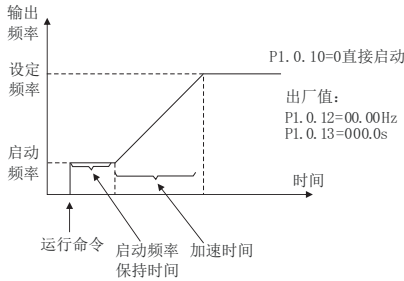 输出
频率
P1.0.10=0直接启动
设定
频率
出厂值:
P1.0.12=00.00Hz
P1.0.13=000.0s
启动
频率
时间
运行命令
启动频率
保持时间
加速时间